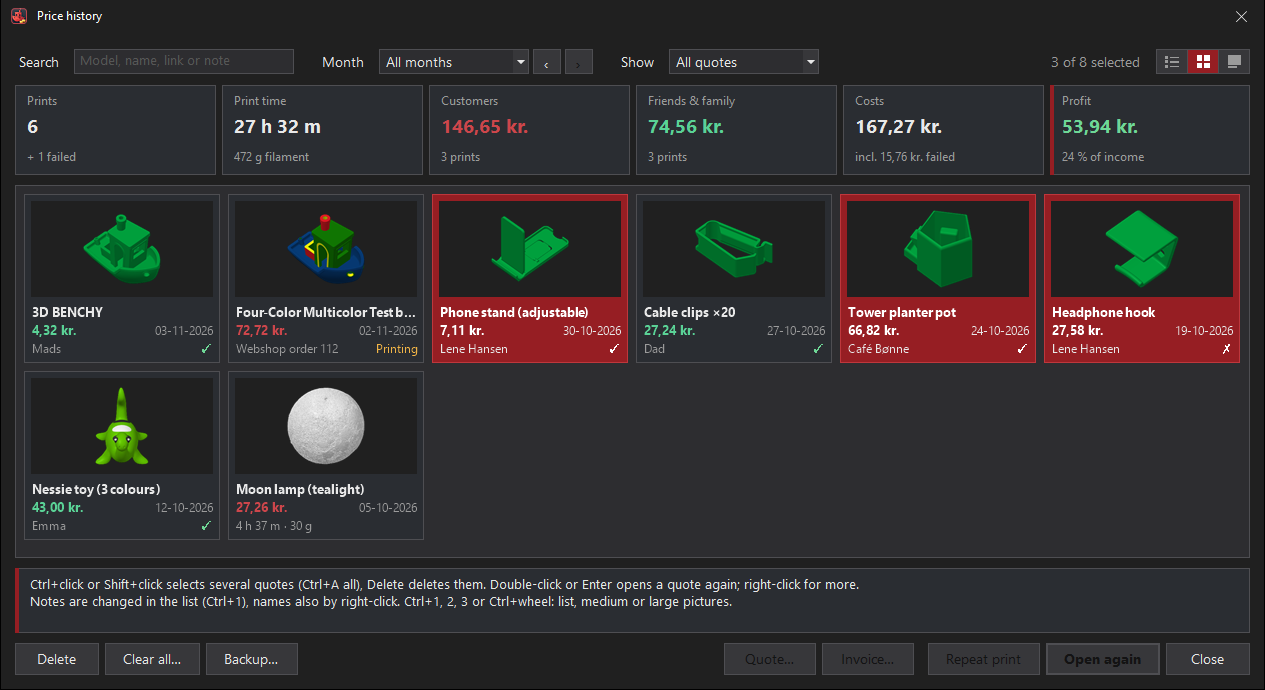 Price history
Search Model, name, link or note Month All months ‹ › Show All quotes 3 of 8 selected
Prints Print time Customers Friends & family Costs Profit
6 27 h 32 m 146,65 kr. 74,56 kr. 167,27 kr. 53,94 kr.
+ 1 failed 472 g filament 3 prints 3 prints incl. 15,76 kr. failed 24 % of income
3D BENCHY
4,32 kr. 03-11-2026
Mads ✓
Four-Color Multicolor Test b...
72,72 kr. 02-11-2026
Webshop order 112 Printing
Phone stand (adjustable)
7,11 kr. 30-10-2026
Lene Hansen ✓
Cable clips ×20
27,24 kr. 27-10-2026
Dad ✓
Tower planter pot
66,82 kr. 24-10-2026
Café Bønne ✓
Headphone hook
27,58 kr. 19-10-2026
Lene Hansen ✗
Nessie toy (3 colours)
43,00 kr. 12-10-2026
Emma ✓
Moon lamp (tealight)
27,26 kr. 05-10-2026
4 h 37 m · 30 g
Ctrl+click or Shift+click selects several quotes (Ctrl+A all), Delete deletes them. Double-click or Enter opens a quote again; right-click for more.
Notes are changed in the list (Ctrl+1), names also by right-click. Ctrl+1, 2, 3 or Ctrl+wheel: list, medium or large pictures.
Delete Clear all... Backup... Quote... Invoice... Repeat print Open again Close